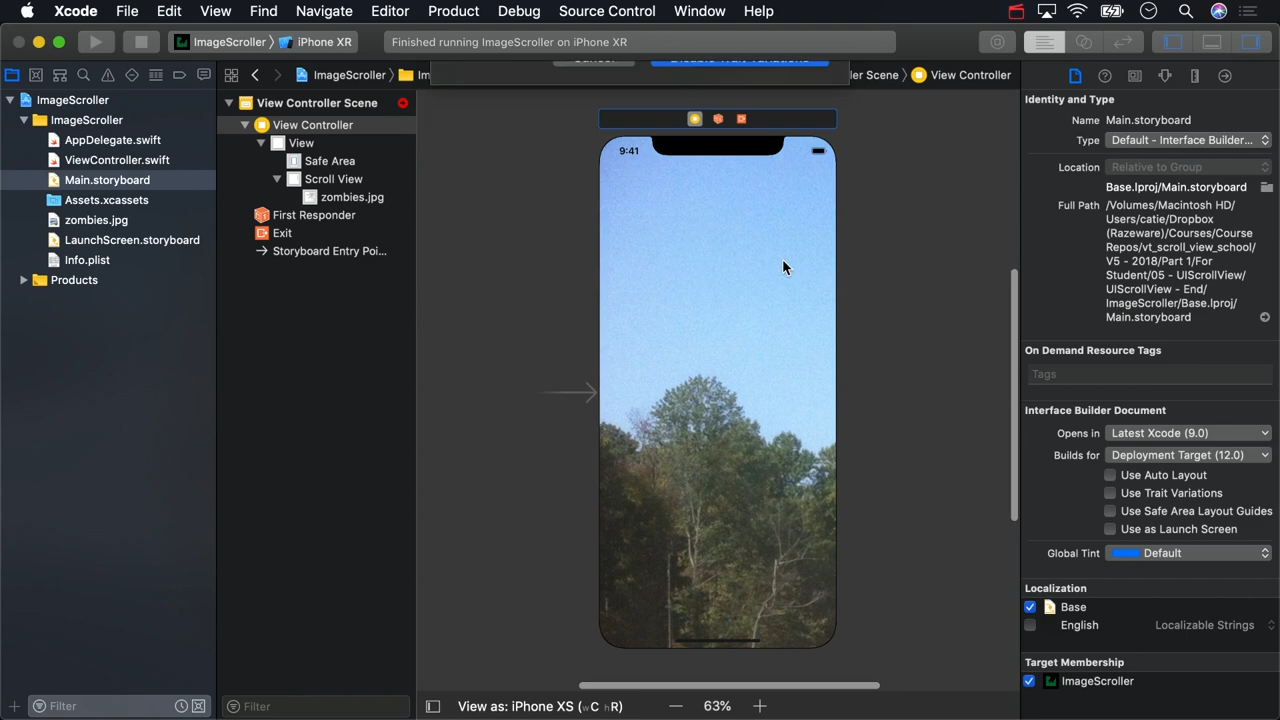 Xcode File Edit View Find Navigate Editor Product Debug Source Control Window Help
ImageScroller 〉 iPhone XR
Finished running ImageScroller on iPhone XR
ImageScroller 〉 Im
ler Scene 〉 View Controller
ImageScroller
ImageScroller
AppDelegate.swift
ViewController.swift
Main.storyboard
Assets.xcassets
zombies.jpg
LaunchScreen.storyboard
Info.plist
Products
Filter
View Controller Scene
View Controller
View
Safe Area
Scroll View
zombies.jpg
First Responder
Exit
Storyboard Entry Poi...
Filter
9:41
View as: iPhone XS (wC hR)
63%
Identity and Type
Name Main.storyboard
Type Default - Interface Builder...
Location Relative to Group
Base.lproj/Main.storyboard
Full Path /Volumes/Macintosh HD/
Users/catie/Dropbox
(Razeware)/Courses/Course
Repos/vt_scroll_view_school/
V5 - 2018/Part 1/For
Student/05 - UIScrollView/
UIScrollView - End/
ImageScroller/Base.lproj/
Main.storyboard
On Demand Resource Tags
Tags
Interface Builder Document
Opens in Latest Xcode (9.0)
Builds for Deployment Target (12.0)
Use Auto Layout
Use Trait Variations
Use Safe Area Layout Guides
Use as Launch Screen
Global Tint Default
Localization
Base
English Localizable Strings
Target Membership
ImageScroller